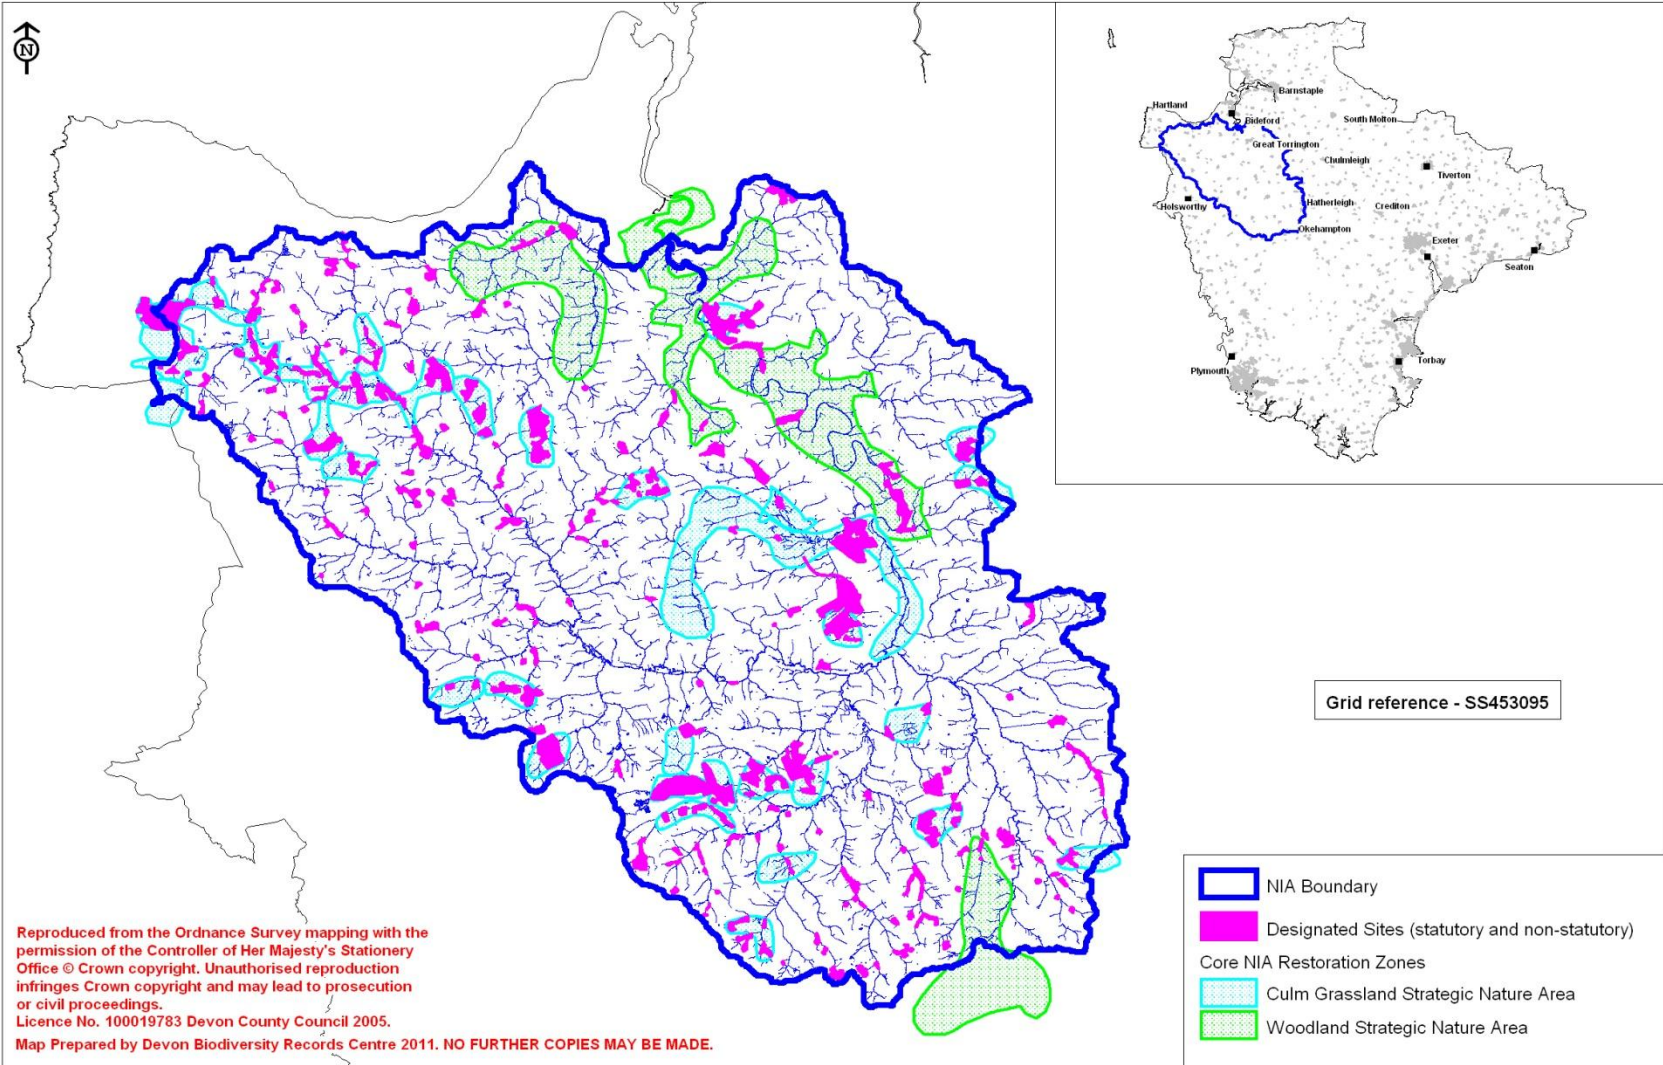 N
Barnstaple
Hartland
Bideford
South Molton
Great Torrington
Chulmleigh
Tiverton
Holsworthy
Hatherleigh
Crediton
Okehampton
Exeter
Seaton
Torbay
Plymouth
Grid reference - SS453095
NIA Boundary
Designated Sites (statutory and non-statutory)
Core NIA Restoration Zones
Culm Grassland Strategic Nature Area
Woodland Strategic Nature Area
Reproduced from the Ordnance Survey mapping with the
permission of the Controller of Her Majesty's Stationery
Office © Crown copyright. Unauthorised reproduction
infringes Crown copyright and may lead to prosecution
or civil proceedings.
Licence No. 100019783 Devon County Council 2005.
Map Prepared by Devon Biodiversity Records Centre 2011. NO FURTHER COPIES MAY BE MADE.